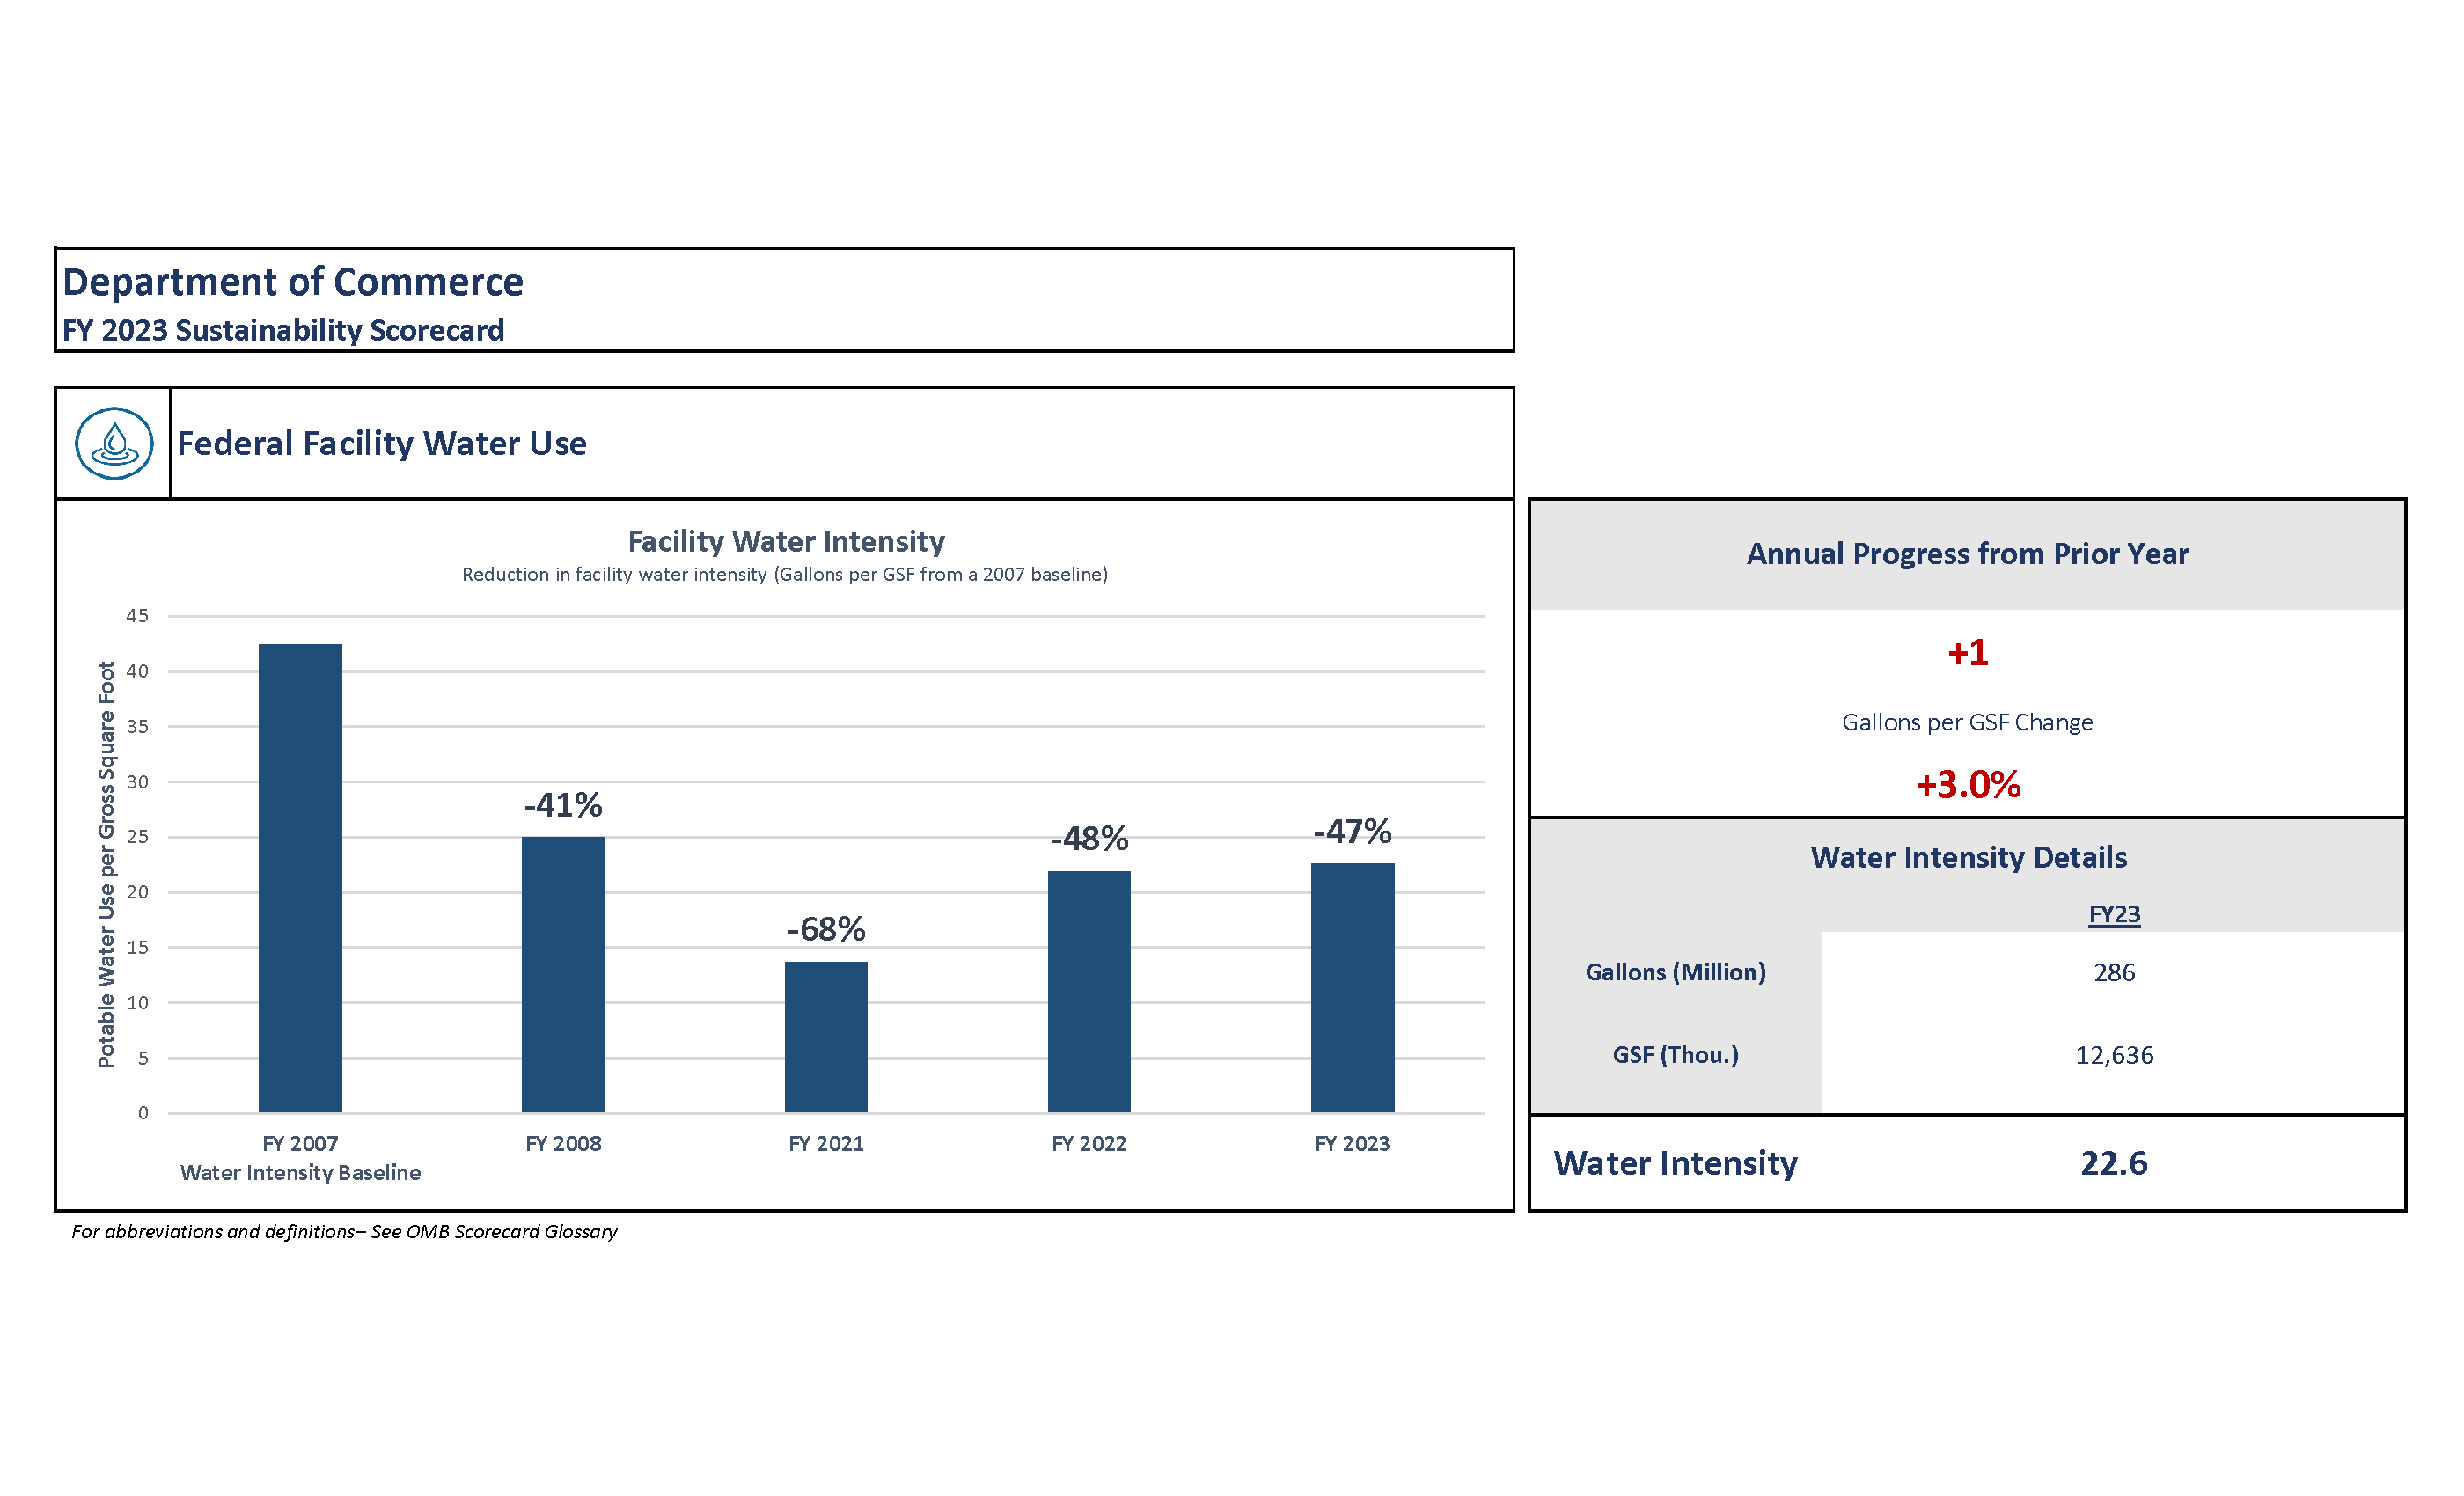 Department of Commerce
FY 2023 Sustainability Scorecard
Federal Facility Water Use
Facility Water Intensity
Reduction in facility water intensity (Gallons per GSF from a 2007 baseline)
Potable Water Use per Gross Square Foot
45
40
35
30
25
20
15
10
5
0
-41%
-68%
-48%
-47%
FY 2007
Water Intensity Baseline
FY 2008
FY 2021
FY 2022
FY 2023
Annual Progress from Prior Year
+1
Gallons per GSF Change
+3.0%
Water Intensity Details
FY23
Gallons (Million) 286
GSF (Thou.) 12,636
Water Intensity 22.6
For abbreviations and definitions– See OMB Scorecard Glossary